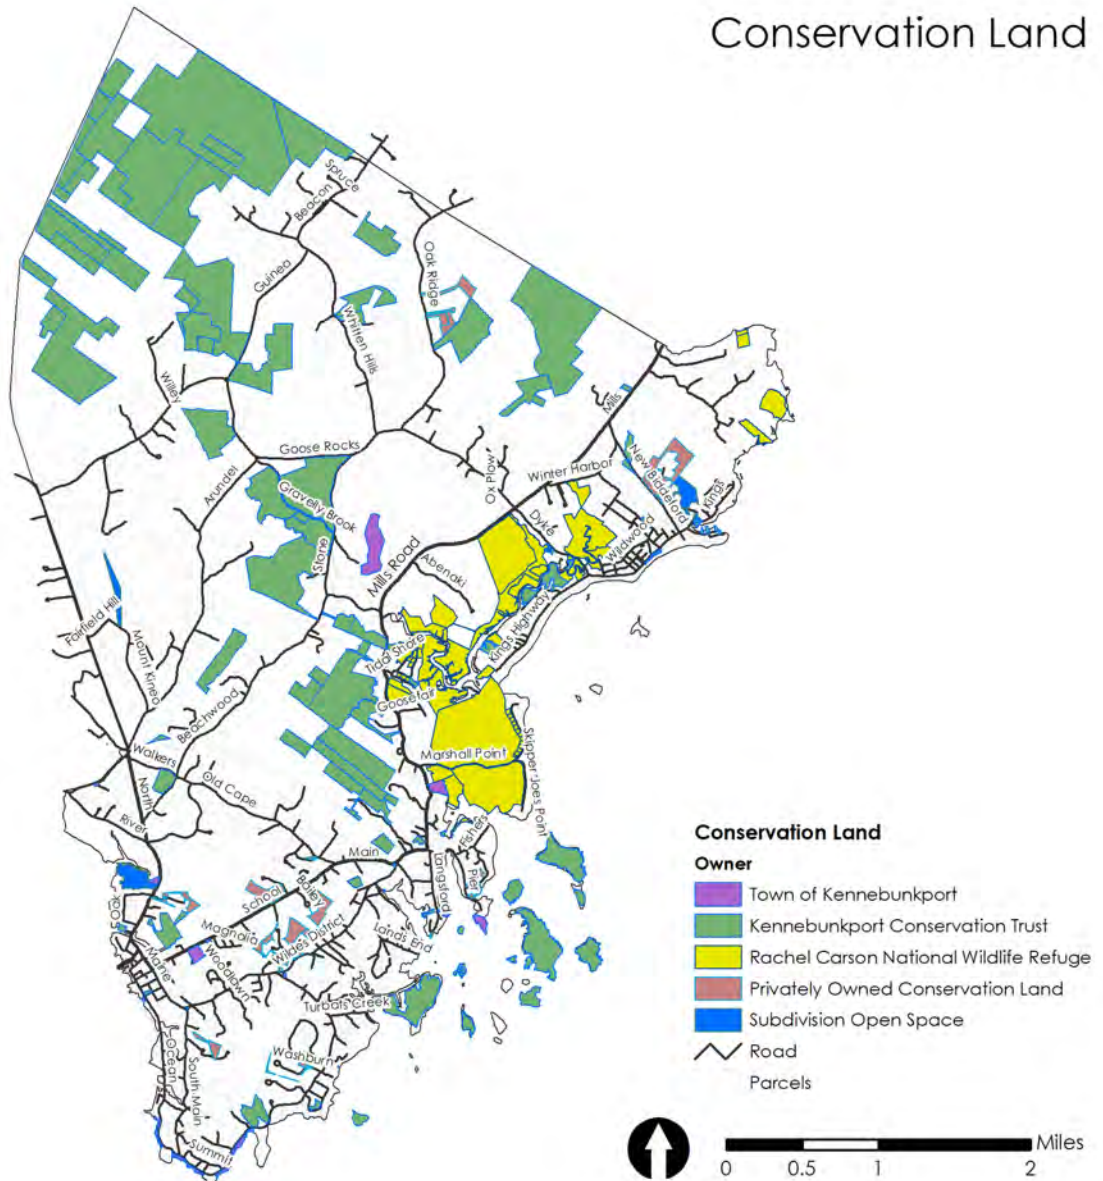 Conservation Land
Spruce
Beacon
Guinea
Oak Ridge
Whitten Hills
Willey
Mills
Goose Rocks
Ox Plow
Winter Harbor
New Biddeford
Kings
Arundel
Gravelly Brook
Dyke
Wildwood
Stone
Mills Road
Abenaki
Fairfield Hill
Kings Highway
Mount Kineo
Tidal Shore
Goosefair
Beachwood
Skipper Joes Point
Marshall Point
Walkers
Old Cape
North
River
Fishers
Main
Langsford
Pier
School
Bailey
Magnolia
Wildes District
Lands End
Maine
Woodlawn
Turbats Creek
Ocean
South Main
Washburn
Summit
Conservation Land
Owner
Town of Kennebunkport
Kennebunkport Conservation Trust
Rachel Carson National Wildlife Refuge
Privately Owned Conservation Land
Subdivision Open Space
Road
Parcels
Miles
0 0.5 1 2